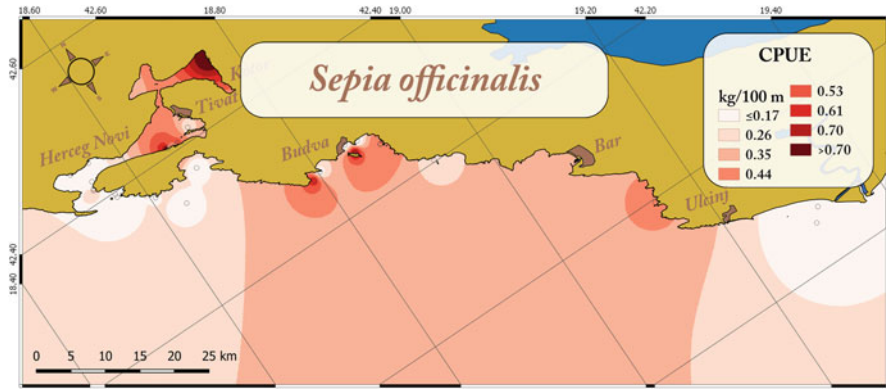 18.60
42.60
18.80
42.40
19.00
19.20
42.20
19.40
42.60
42.40
18.40
Sepia officinalis
CPUE
kg/100 m
≤0.17
0.26
0.35
0.44
0.53
0.61
0.70
>0.70
Kotor
Tivat
Herceg Novi
Budva
Bar
Ulcinj
0 5 10 15 20 25 km